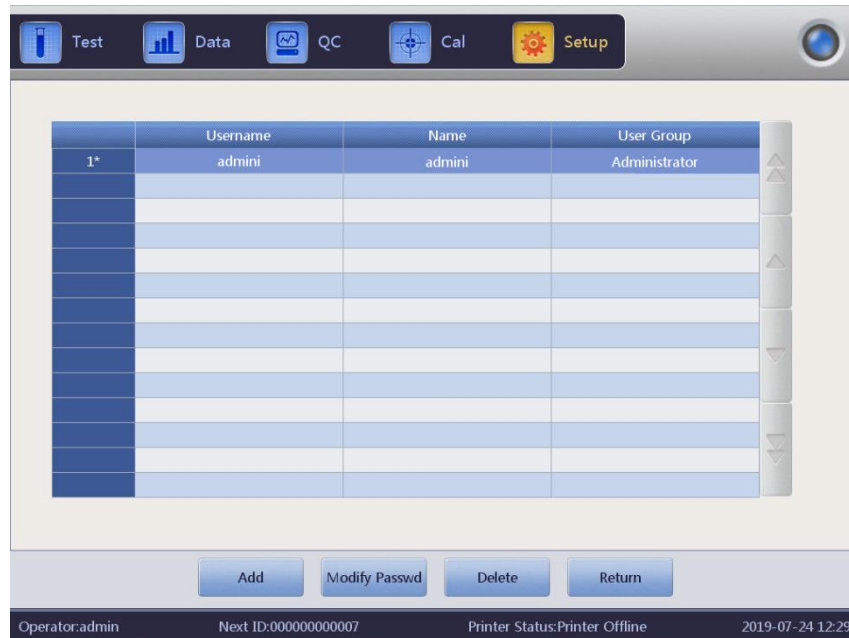 Test Data QC Cal Setup
Username Name User Group
1* admini admini Administrator
Add Modify Passwd Delete Return
Operator:admin Next ID:000000000007 Printer Status:Printer Offline 2019-07-24 12:29